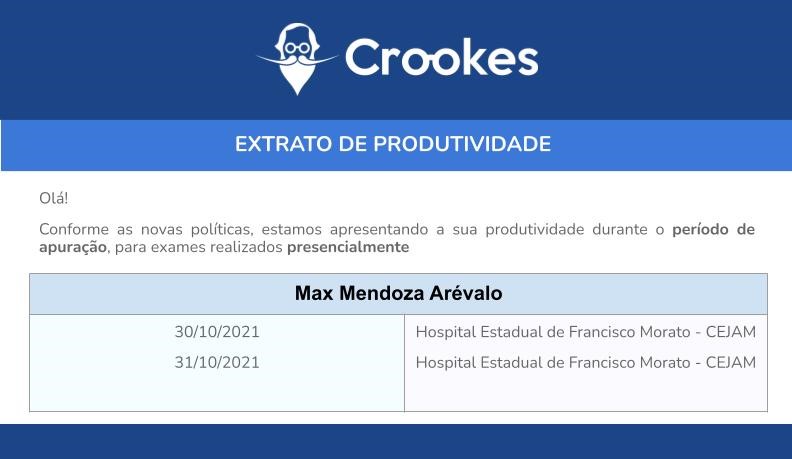 Crookes
EXTRATO DE PRODUTIVIDADE
Olá!
Conforme as novas políticas, estamos apresentando a sua produtividade durante o período de
apuração, para exames realizados presencialmente
Max Mendoza Arévalo
30/10/2021 Hospital Estadual de Francisco Morato - CEJAM
31/10/2021 Hospital Estadual de Francisco Morato - CEJAM